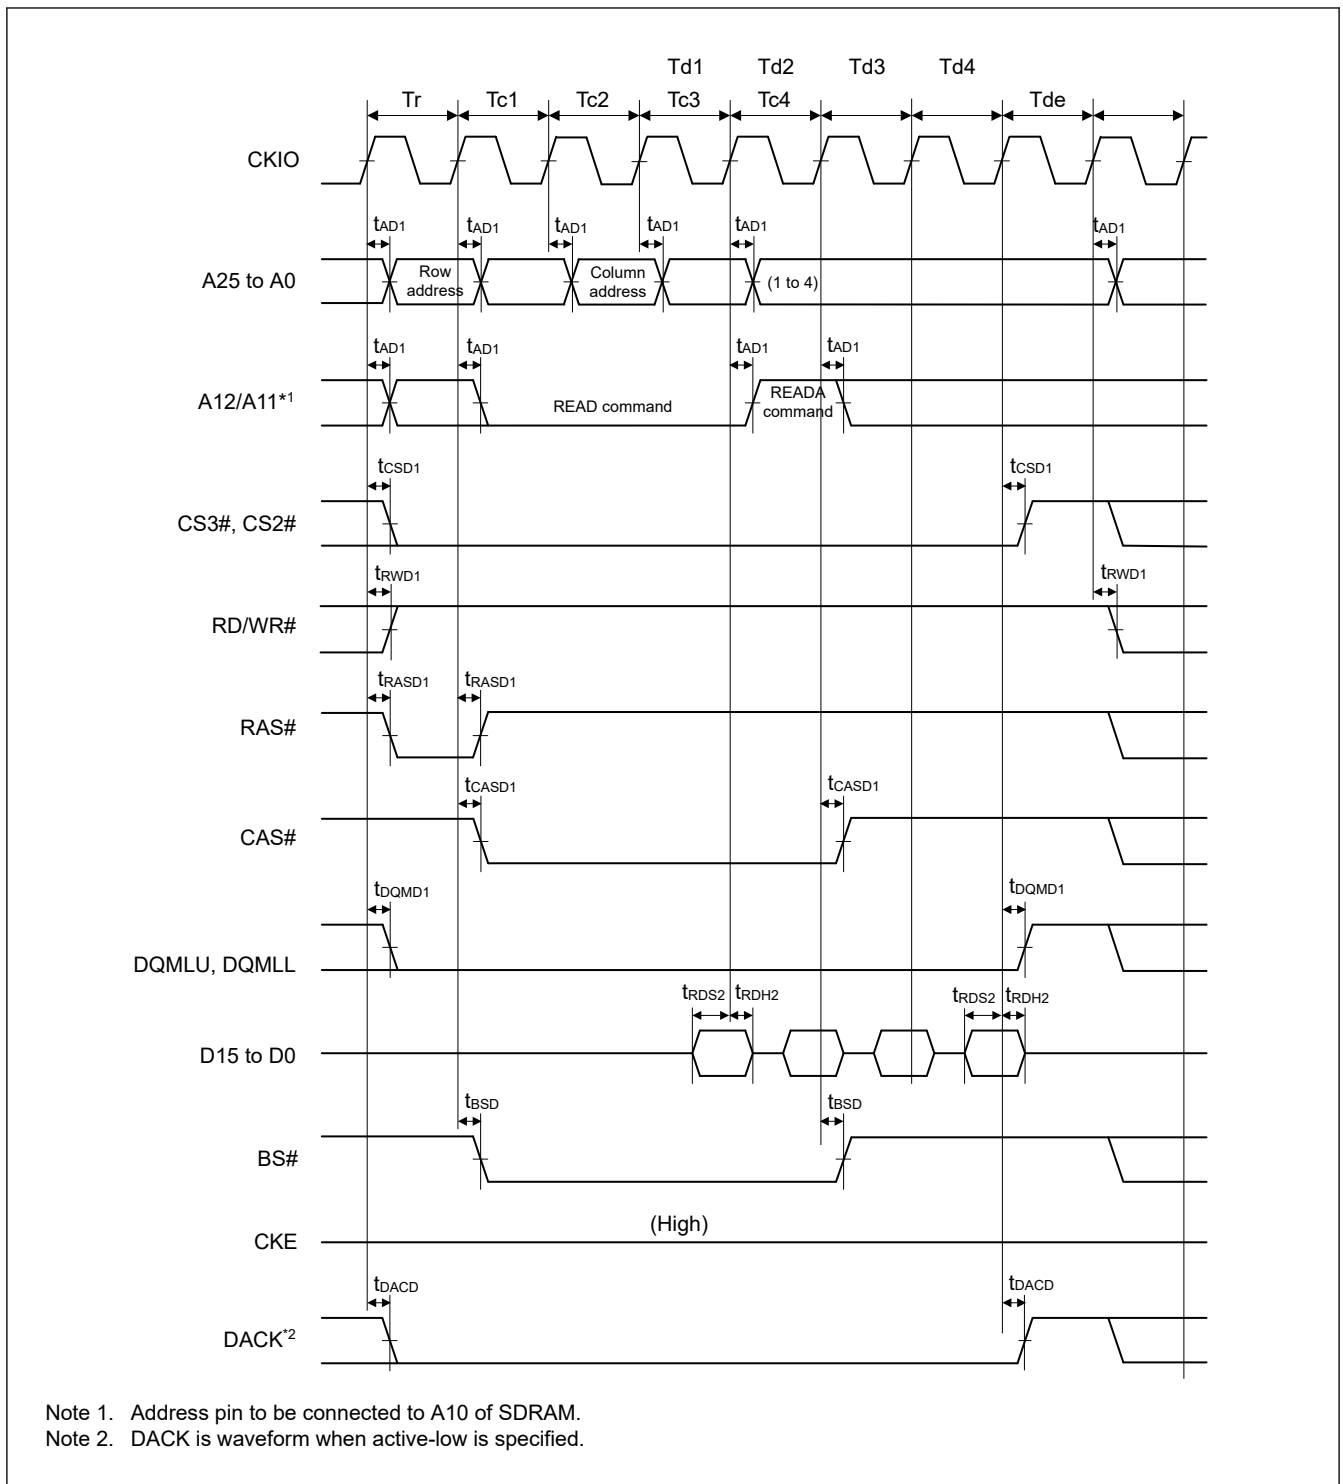 Td1 Td2 Td3 Td4
Tr Tc1 Tc2 Tc3 Tc4 Tde
CKIO
tAD1 tAD1 tAD1 tAD1 tAD1 tAD1
A25 to A0
Row address
Column address
(1 to 4)
tAD1 tAD1 tAD1 tAD1
A12/A11*1
READ command
READA command
tCSD1 tCSD1
CS3#, CS2#
tRWD1 tRWD1
RD/WR#
tRASD1 tRASD1
RAS#
tCASD1 tCASD1
CAS#
tDQMD1 tDQMD1
DQMLU, DQMLL
tRDS2 tRDH2 tRDS2 tRDH2
D15 to D0
tBSD tBSD
BS#
(High)
CKE
tDACD tDACD
DACK*2
Note 1. Address pin to be connected to A10 of SDRAM.
Note 2. DACK is waveform when active-low is specified.